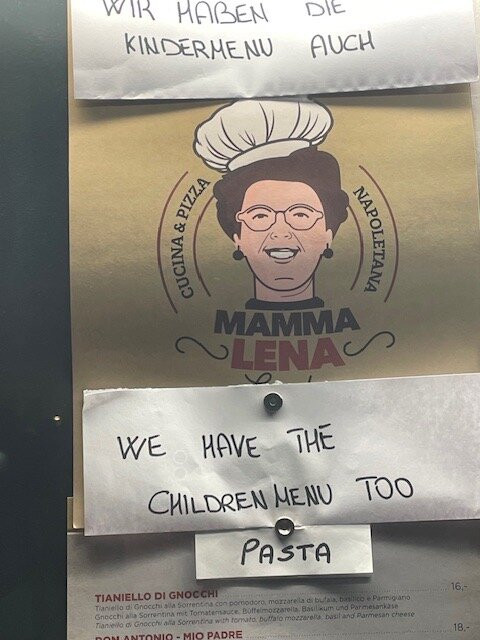 WIR HABEN DIE
KINDERMENU AUCH
CUCINA & PIZZA
NAPOLETANA
MAMMA
LENA
WE HAVE THE
CHILDREN MENU TOO
PASTA
TIANIELLO DI GNOCCHI 16,-
Tianiello di Gnocchi alla Sorrentina con pomodoro, mozzarella di bufala, basilico e Parmigiano
Gnocchi alla Sorrentina mit Tomatensauce, Büffelmozzarella, Basilikum und Parmesankäse
Tianiello di Gnocchi alla Sorrentina with tomato, buffalo mozzarella, basil and Parmesan cheese
DON ANTONIO - MIO PADRE 18,-